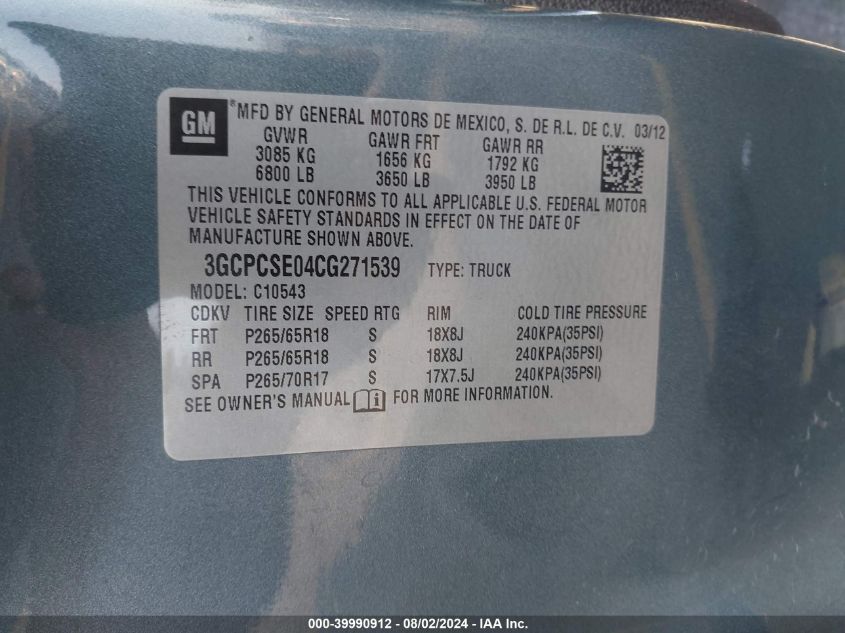 GM
*MFD BY GENERAL MOTORS DE MEXICO, S. DE R.L. DE C.V. 03/12
GVWR GAWR FRT GAWR RR
3085 KG 1656 KG 1792 KG
6800 LB 3650 LB 3950 LB
THIS VEHICLE CONFORMS TO ALL APPLICABLE U.S. FEDERAL MOTOR
VEHICLE SAFETY STANDARDS IN EFFECT ON THE DATE OF
MANUFACTURE SHOWN ABOVE.
3GCPCSE04CG271539 TYPE: TRUCK
MODEL: C10543
CDKV TIRE SIZE SPEED RTG RIM COLD TIRE PRESSURE
FRT P265/65R18 S 18X8J 240KPA(35PSI)
RR P265/65R18 S 18X8J 240KPA(35PSI)
SPA P265/70R17 S 17X7.5J 240KPA(35PSI)
SEE OWNER'S MANUAL i FOR MORE INFORMATION.
000-39990912 - 08/02/2024 - IAA Inc.